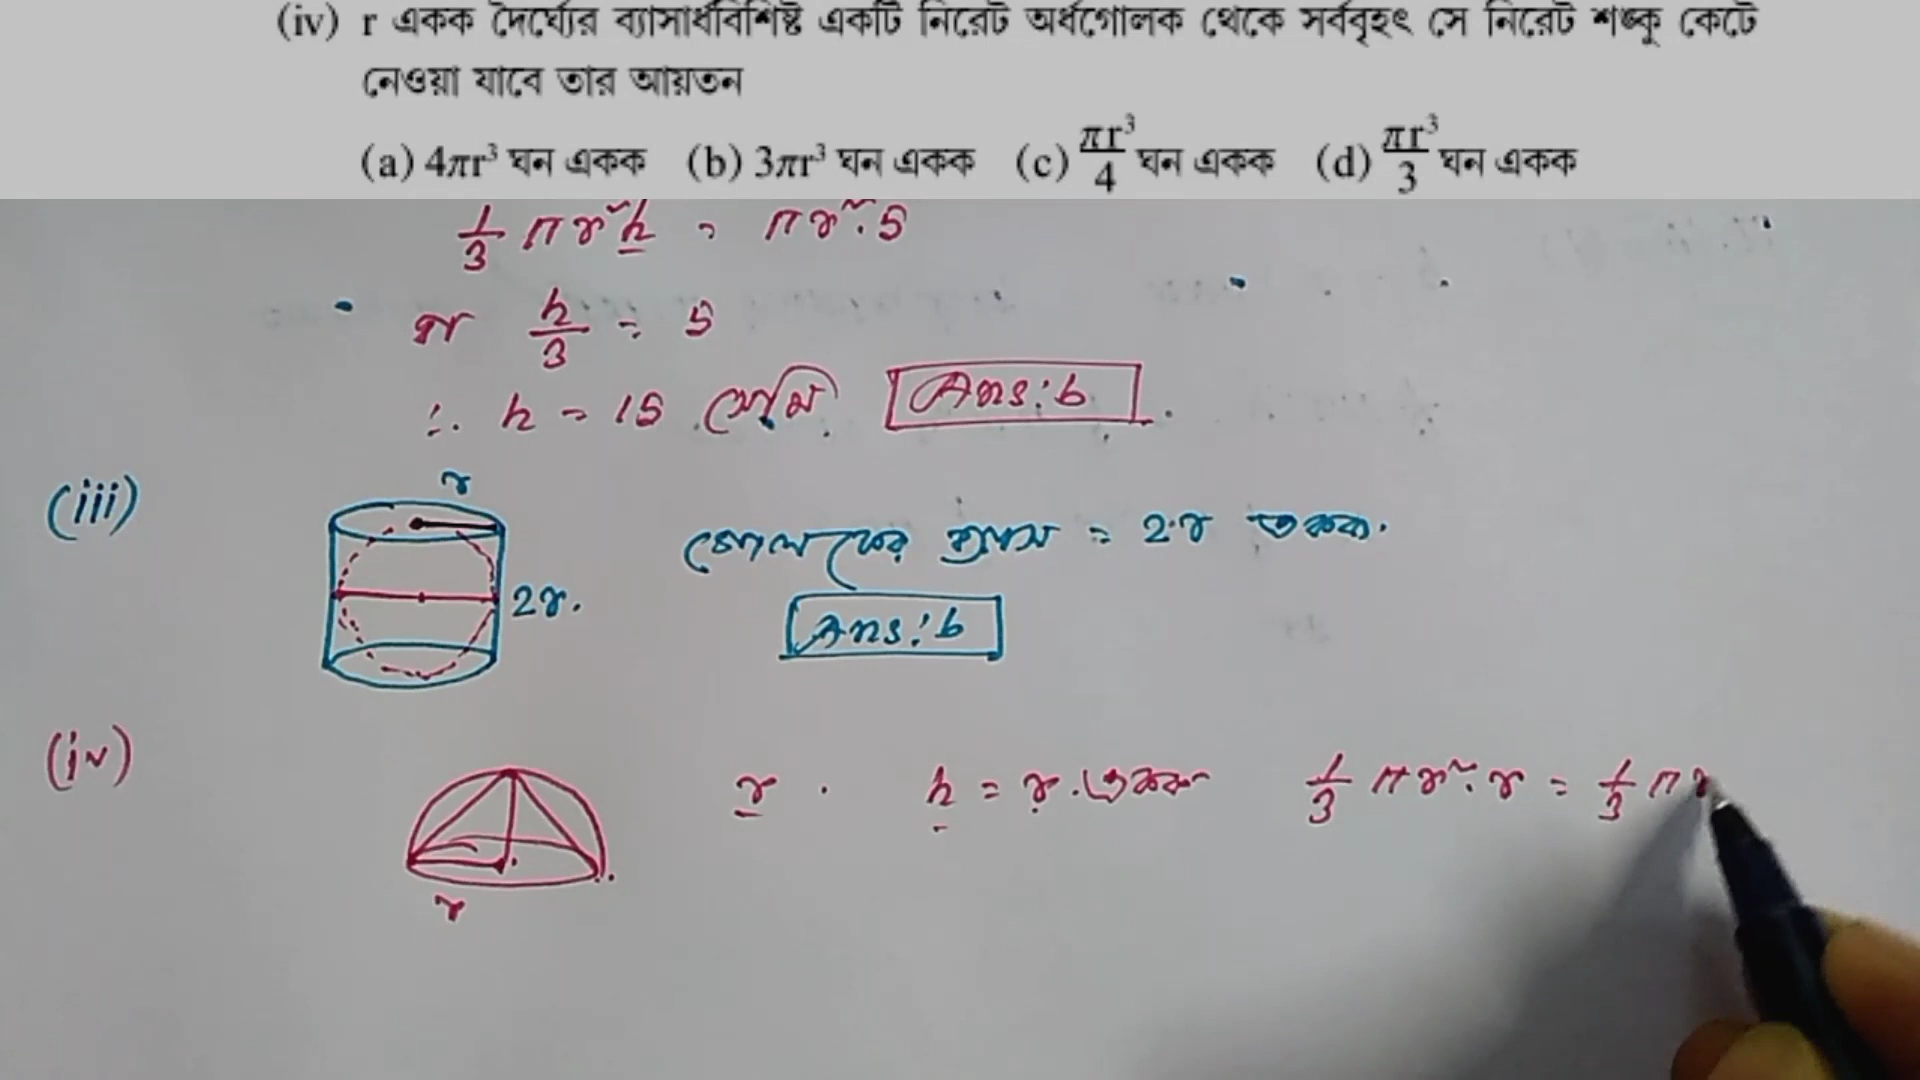 (iv) r একক দৈর্ঘ্যের ব্যাসার্ধবিশিষ্ট একটি নিরেট অর্ধগোলক থেকে সর্ববৃহৎ সে নিরেট শঙ্কু কেটে
নেওয়া যাবে তার আয়তন
(a) 4πr³ ঘন একক (b) 3πr³ ঘন একক (c) πr³/4 ঘন একক (d) πr³/3 ঘন একক
1/3 πr²h = πr².5
বা h/3 = 5
∴ h = 15 সেমি Ans: b
(iii) r 2r. গোলকের ব্যাস = 2r একক.
Ans: b
(iv) r r. h = r. একক 1/3 πr².r = 1/3 πr